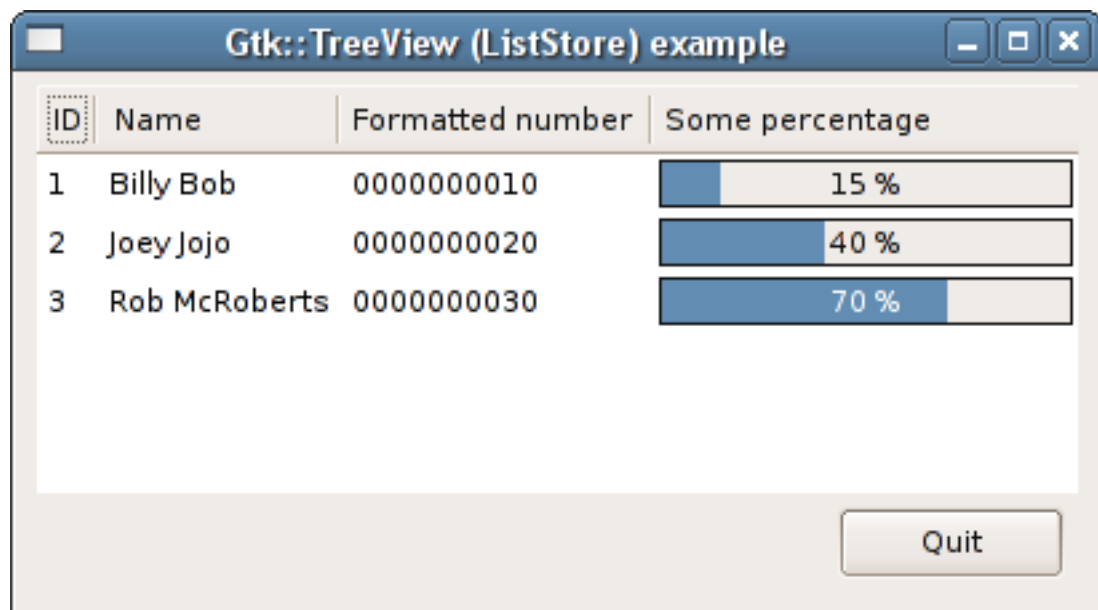 Gtk::TreeView (ListStore) example
ID Name Formatted number Some percentage
1 Billy Bob 0000000010 15 %
2 Joey Jojo 0000000020 40 %
3 Rob McRoberts 0000000030 70 %
Quit